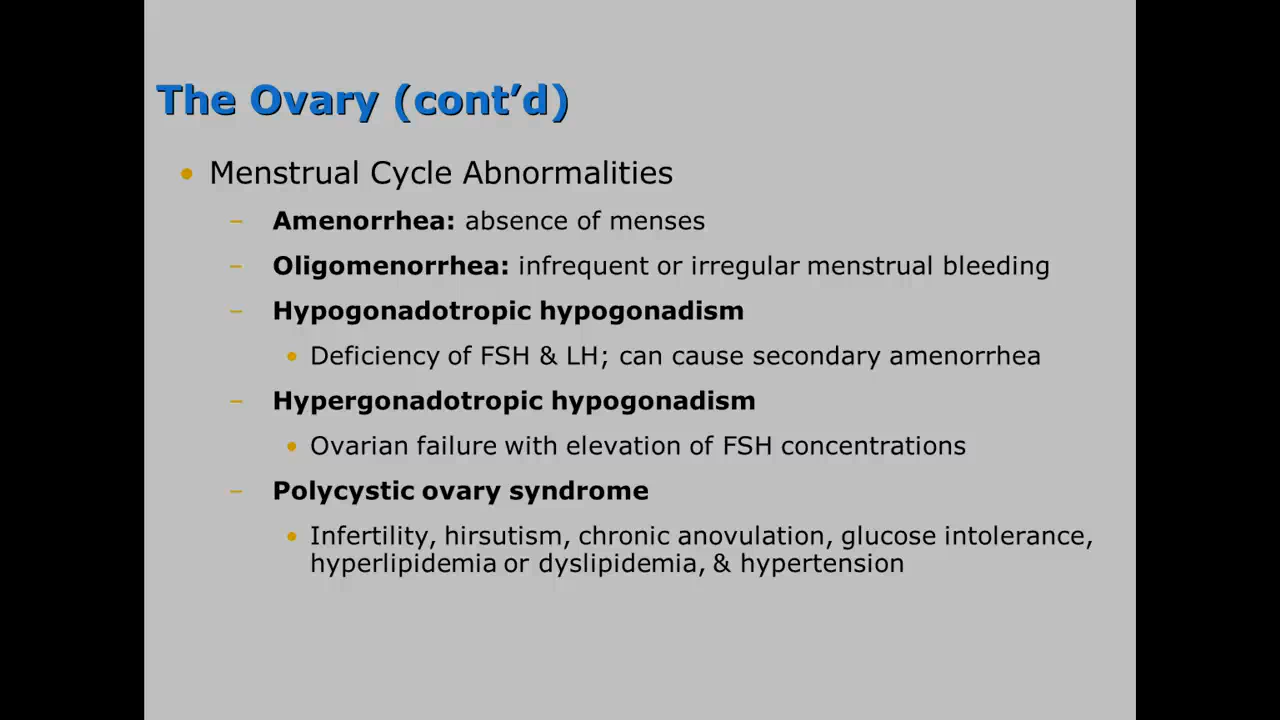 The Ovary (cont’d)
• Menstrual Cycle Abnormalities
– Amenorrhea: absence of menses
– Oligomenorrhea: infrequent or irregular menstrual bleeding
– Hypogonadotropic hypogonadism
• Deficiency of FSH & LH; can cause secondary amenorrhea
– Hypergonadotropic hypogonadism
• Ovarian failure with elevation of FSH concentrations
– Polycystic ovary syndrome
• Infertility, hirsutism, chronic anovulation, glucose intolerance,
hyperlipidemia or dyslipidemia, & hypertension